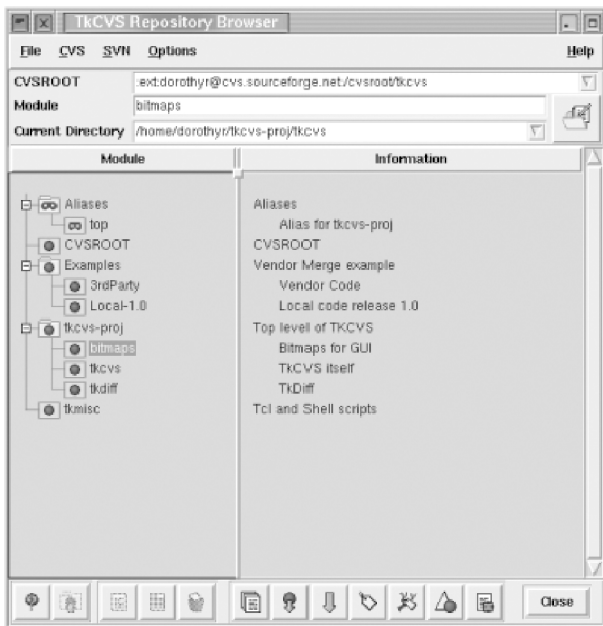 TkCVS Repository Browser
File CVS SVN Options Help
CVSROOT :ext:dorothyr@cvs.sourceforge.net:/cvsroot/tkcvs
Module bitmaps
Current Directory /home/dorothyr/tkcvs-proj/tkcvs
Module Information
Aliases Aliases
top Alias for tkcvs-proj
CVSROOT CVSROOT
Examples Vendor Merge example
3rdParty Vendor Code
Local-1.0 Local code release 1.0
tkcvs-proj Top level of TKCVS
bitmaps Bitmaps for GUI
tkcvs TkCVS itself
tkdiff TkDiff
tkmisc Tcl and Shell scripts
Close